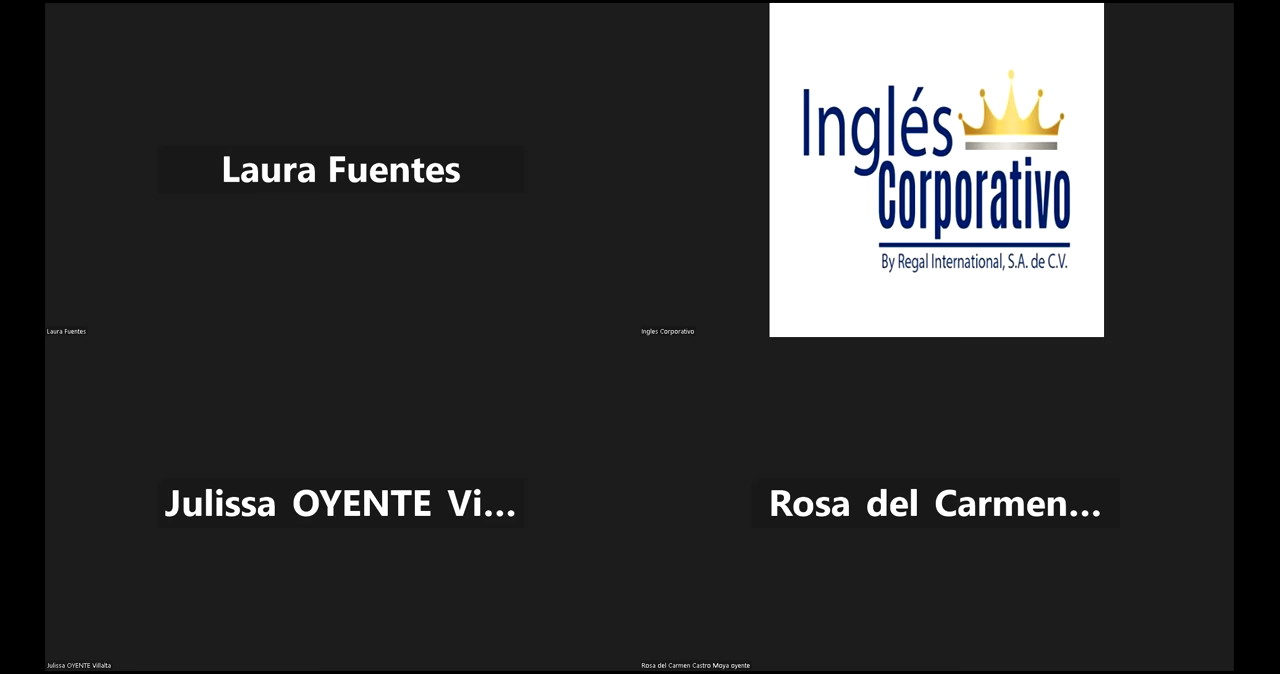 Laura Fuentes
Laura Fuentes
Inglés
Corporativo
By Regal International, S.A. de C.V.
Ingles Corporativo
Julissa OYENTE Vi...
Julissa OYENTE Villalta
Rosa del Carmen...
Rosa del Carmen Castro Moya oyente